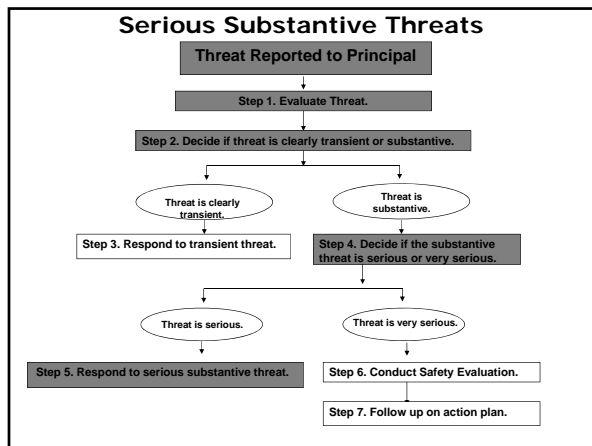 Serious Substantive Threats
Threat Reported to Principal
Step 1. Evaluate Threat.
Step 2. Decide if threat is clearly transient or substantive.
Threat is clearly
transient.
Threat is
substantive.
Step 3. Respond to transient threat.
Step 4. Decide if the substantive
threat is serious or very serious.
Threat is serious.
Threat is very serious.
Step 5. Respond to serious substantive threat.
Step 6. Conduct Safety Evaluation.
Step 7. Follow up on action plan.